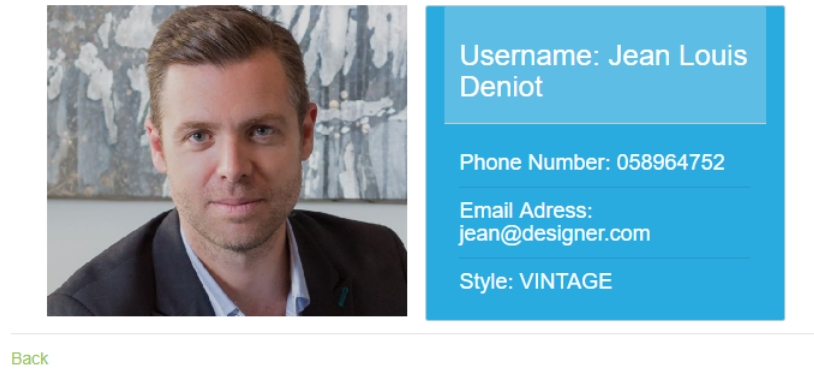 Username: Jean Louis
Deniot
Phone Number: 058964752
Email Adress:
jean@designer.com
Style: VINTAGE
Back